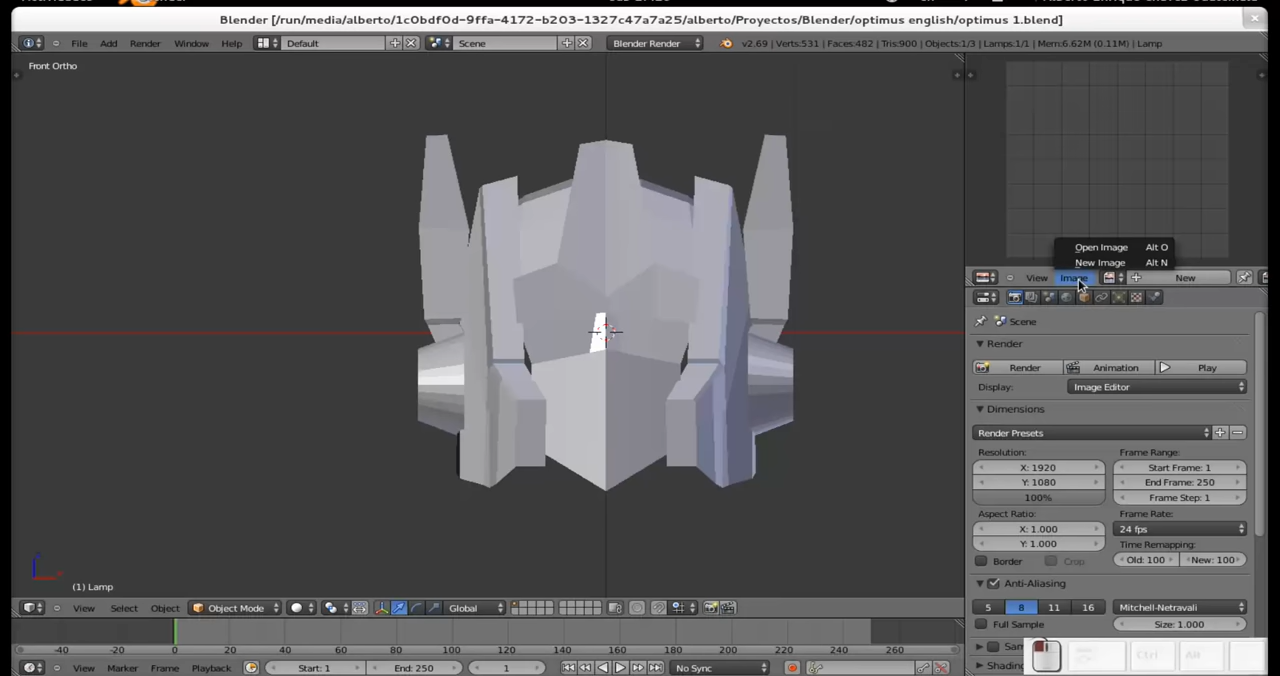 Blender [/run/media/alberto/1c0bdf0d-9ffa-4172-b203-1327c47a7a25/alberto/Proyectos/Blender/optimus english/optimus 1.blend]
File Add Render Window Help Default Scene Blender Render v2.69 | Verts:531 | Faces:482 | Tris:900 | Objects:1/3 | Lamps:1/1 | Mem:6.62M (0.11M) | Lamp
Front Ortho
Open Image Alt O
New Image Alt N
View Image New
Scene
Render
Render Animation Play
Display: Image Editor
Dimensions
Render Presets
Resolution: Frame Range:
X: 1920 Start Frame: 1
Y: 1080 End Frame: 250
100% Frame Step: 1
Aspect Ratio: Frame Rate:
X: 1.000 24 fps
Y: 1.000 Time Remapping:
Border Crop Old: 100 New: 100
Anti-Aliasing
5 8 11 16 Mitchell-Netravali
Full Sample Size: 1.000
Sam
Shading
Ctrl Alt
(1) Lamp
View Select Object Object Mode Global
-40 -20 0 20 40 60 80 100 120 140 160 180 200 220 240 260
View Marker Frame Playback Start: 1 End: 250 1 No Sync